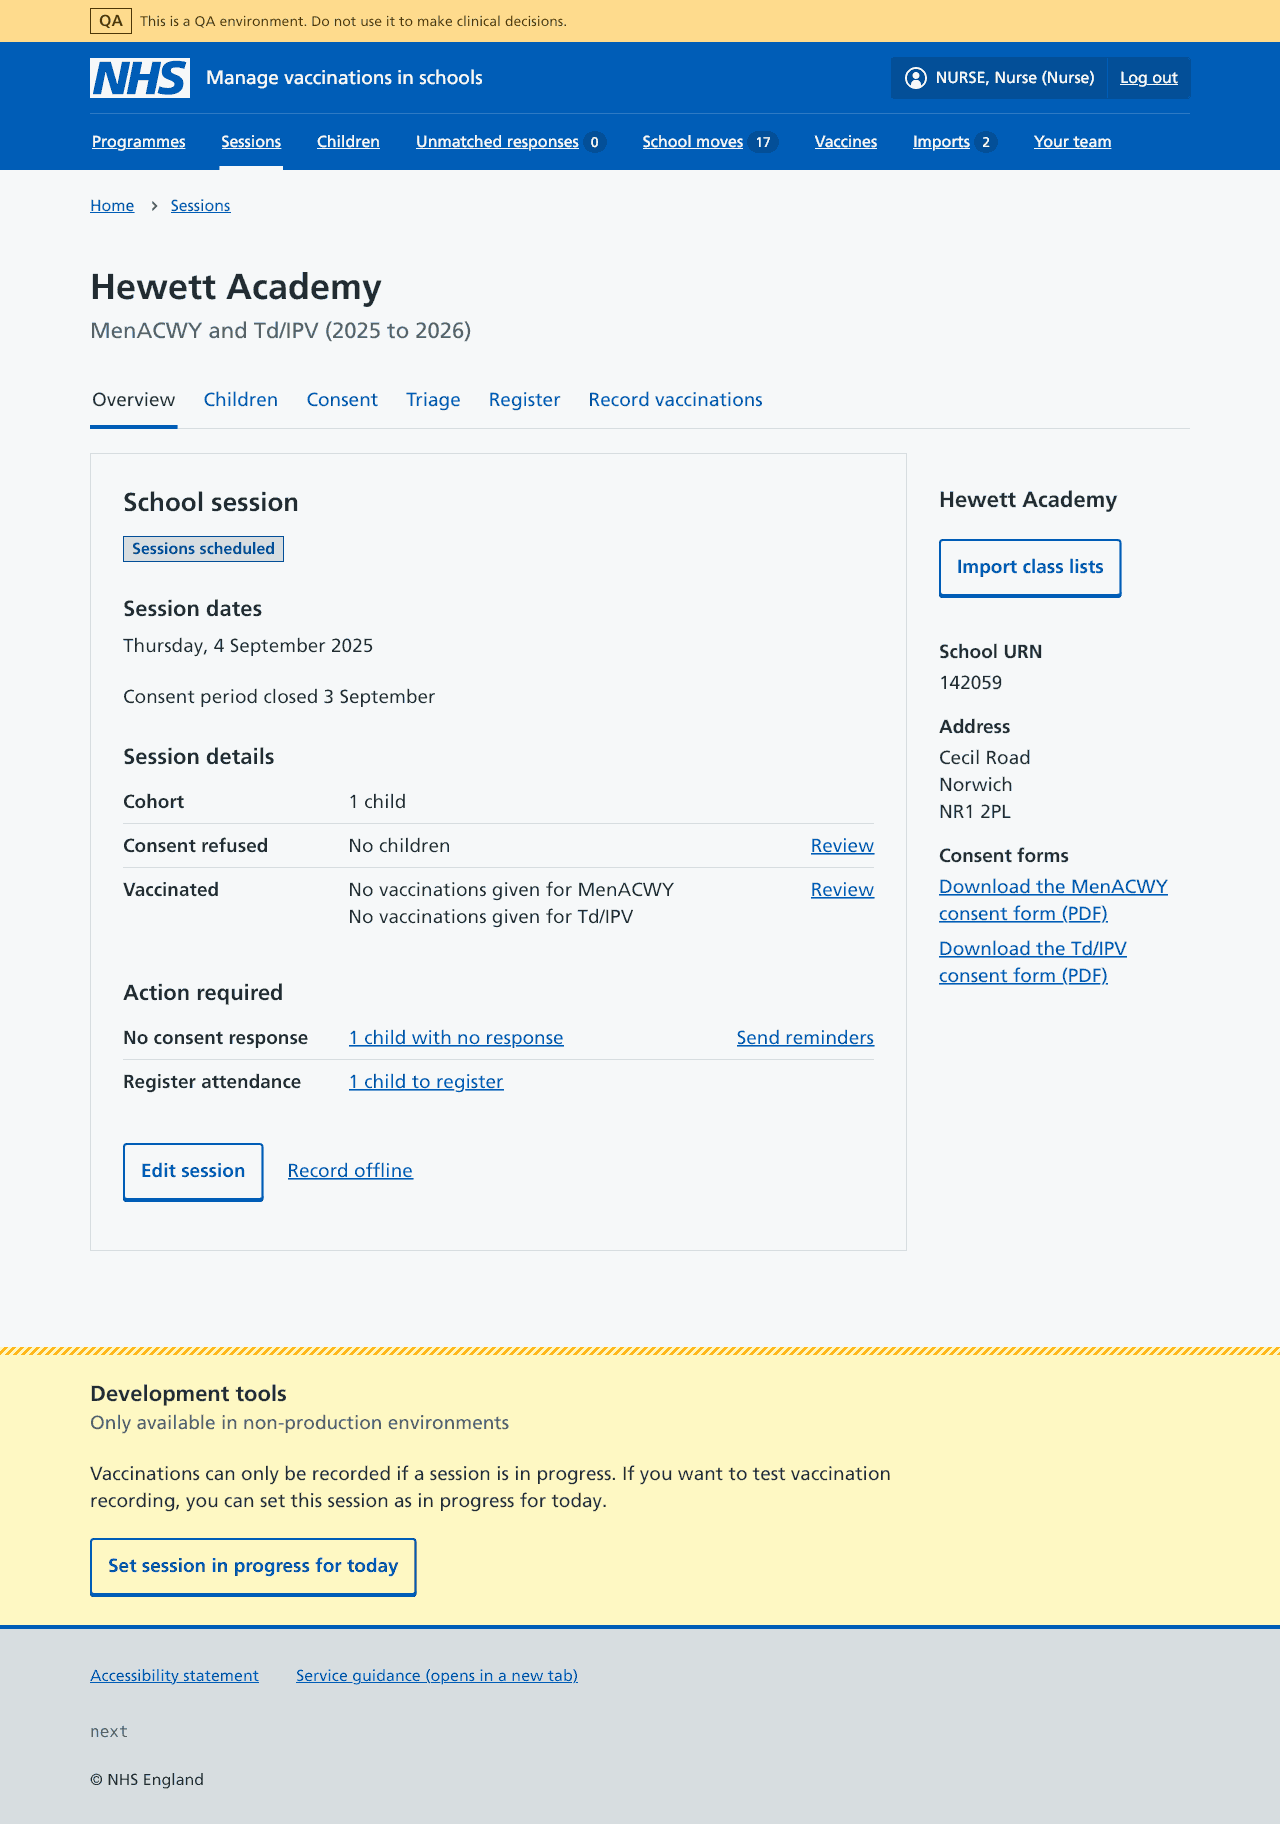 QA This is a QA environment. Do not use it to make clinical decisions.
NHS Manage vaccinations in schools NURSE, Nurse (Nurse) Log out
Programmes Sessions Children Unmatched responses 0 School moves 17 Vaccines Imports 2 Your team
Home Sessions
Hewett Academy
MenACWY and Td/IPV (2025 to 2026)
Overview Children Consent Triage Register Record vaccinations
School session
Sessions scheduled
Session dates
Thursday, 4 September 2025
Consent period closed 3 September
Session details
Cohort 1 child
Consent refused No children Review
Vaccinated No vaccinations given for MenACWY Review
No vaccinations given for Td/IPV
Action required
No consent response 1 child with no response Send reminders
Register attendance 1 child to register
Edit session Record offline
Hewett Academy
Import class lists
School URN
142059
Address
Cecil Road
Norwich
NR1 2PL
Consent forms
Download the MenACWY
consent form (PDF)
Download the Td/IPV
consent form (PDF)
Development tools
Only available in non-production environments
Vaccinations can only be recorded if a session is in progress. If you want to test vaccination
recording, you can set this session as in progress for today.
Set session in progress for today
Accessibility statement Service guidance (opens in a new tab)
next
© NHS England